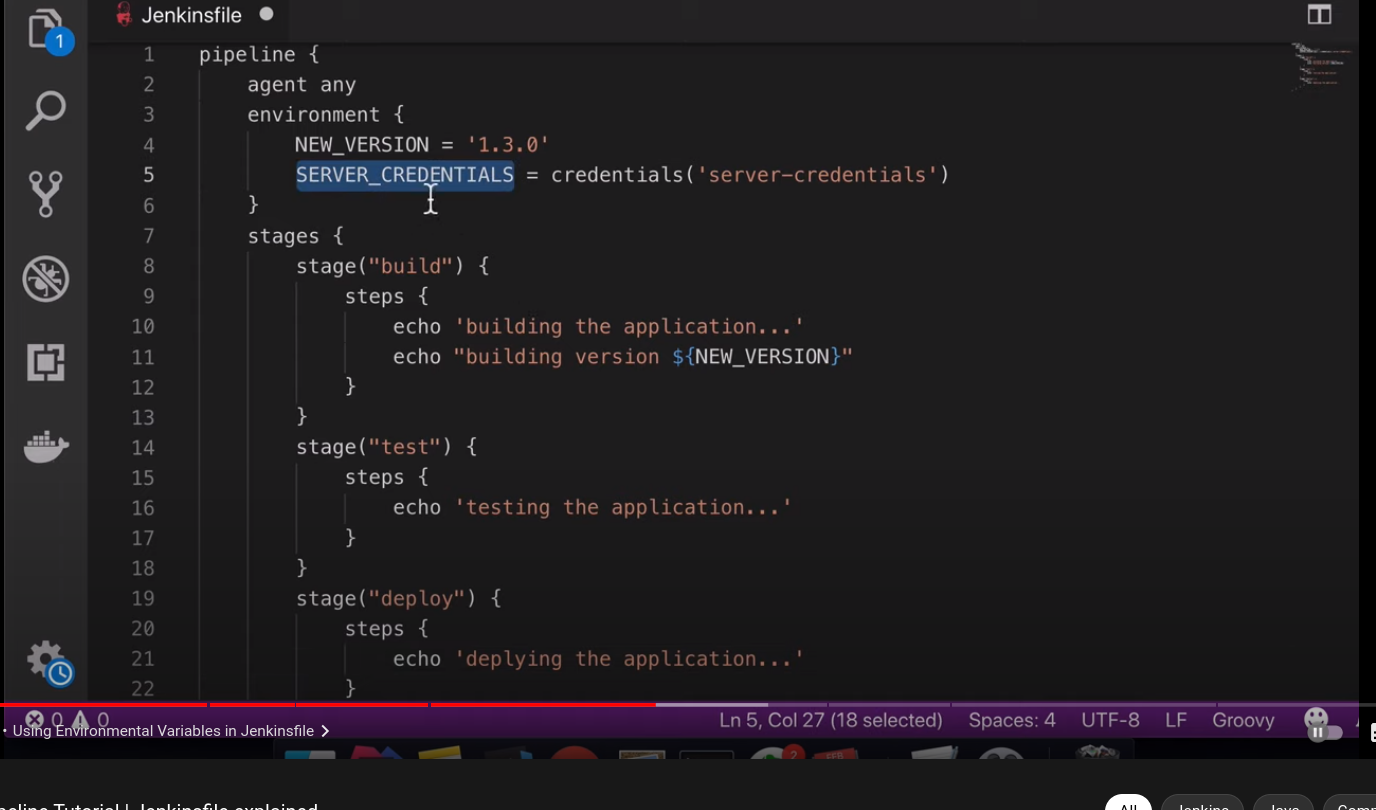 Jenkinsfile
1
1 pipeline {
2 agent any
3 environment {
4 NEW_VERSION = '1.3.0'
5 SERVER_CREDENTIALS = credentials('server-credentials')
6 }
7 stages {
8 stage("build") {
9 steps {
10 echo 'building the application...'
11 echo "building version ${NEW_VERSION}"
12 }
13 }
14 stage("test") {
15 steps {
16 echo 'testing the application...'
17 }
18 }
19 stage("deploy") {
20 steps {
21 echo 'deplying the application...'
22 }
0 0 Ln 5, Col 27 (18 selected) Spaces: 4 UTF-8 LF Groovy
• Using Environmental Variables in Jenkinsfile
2
Tutorial | Jenkinsfile explained
All Jenkins Java